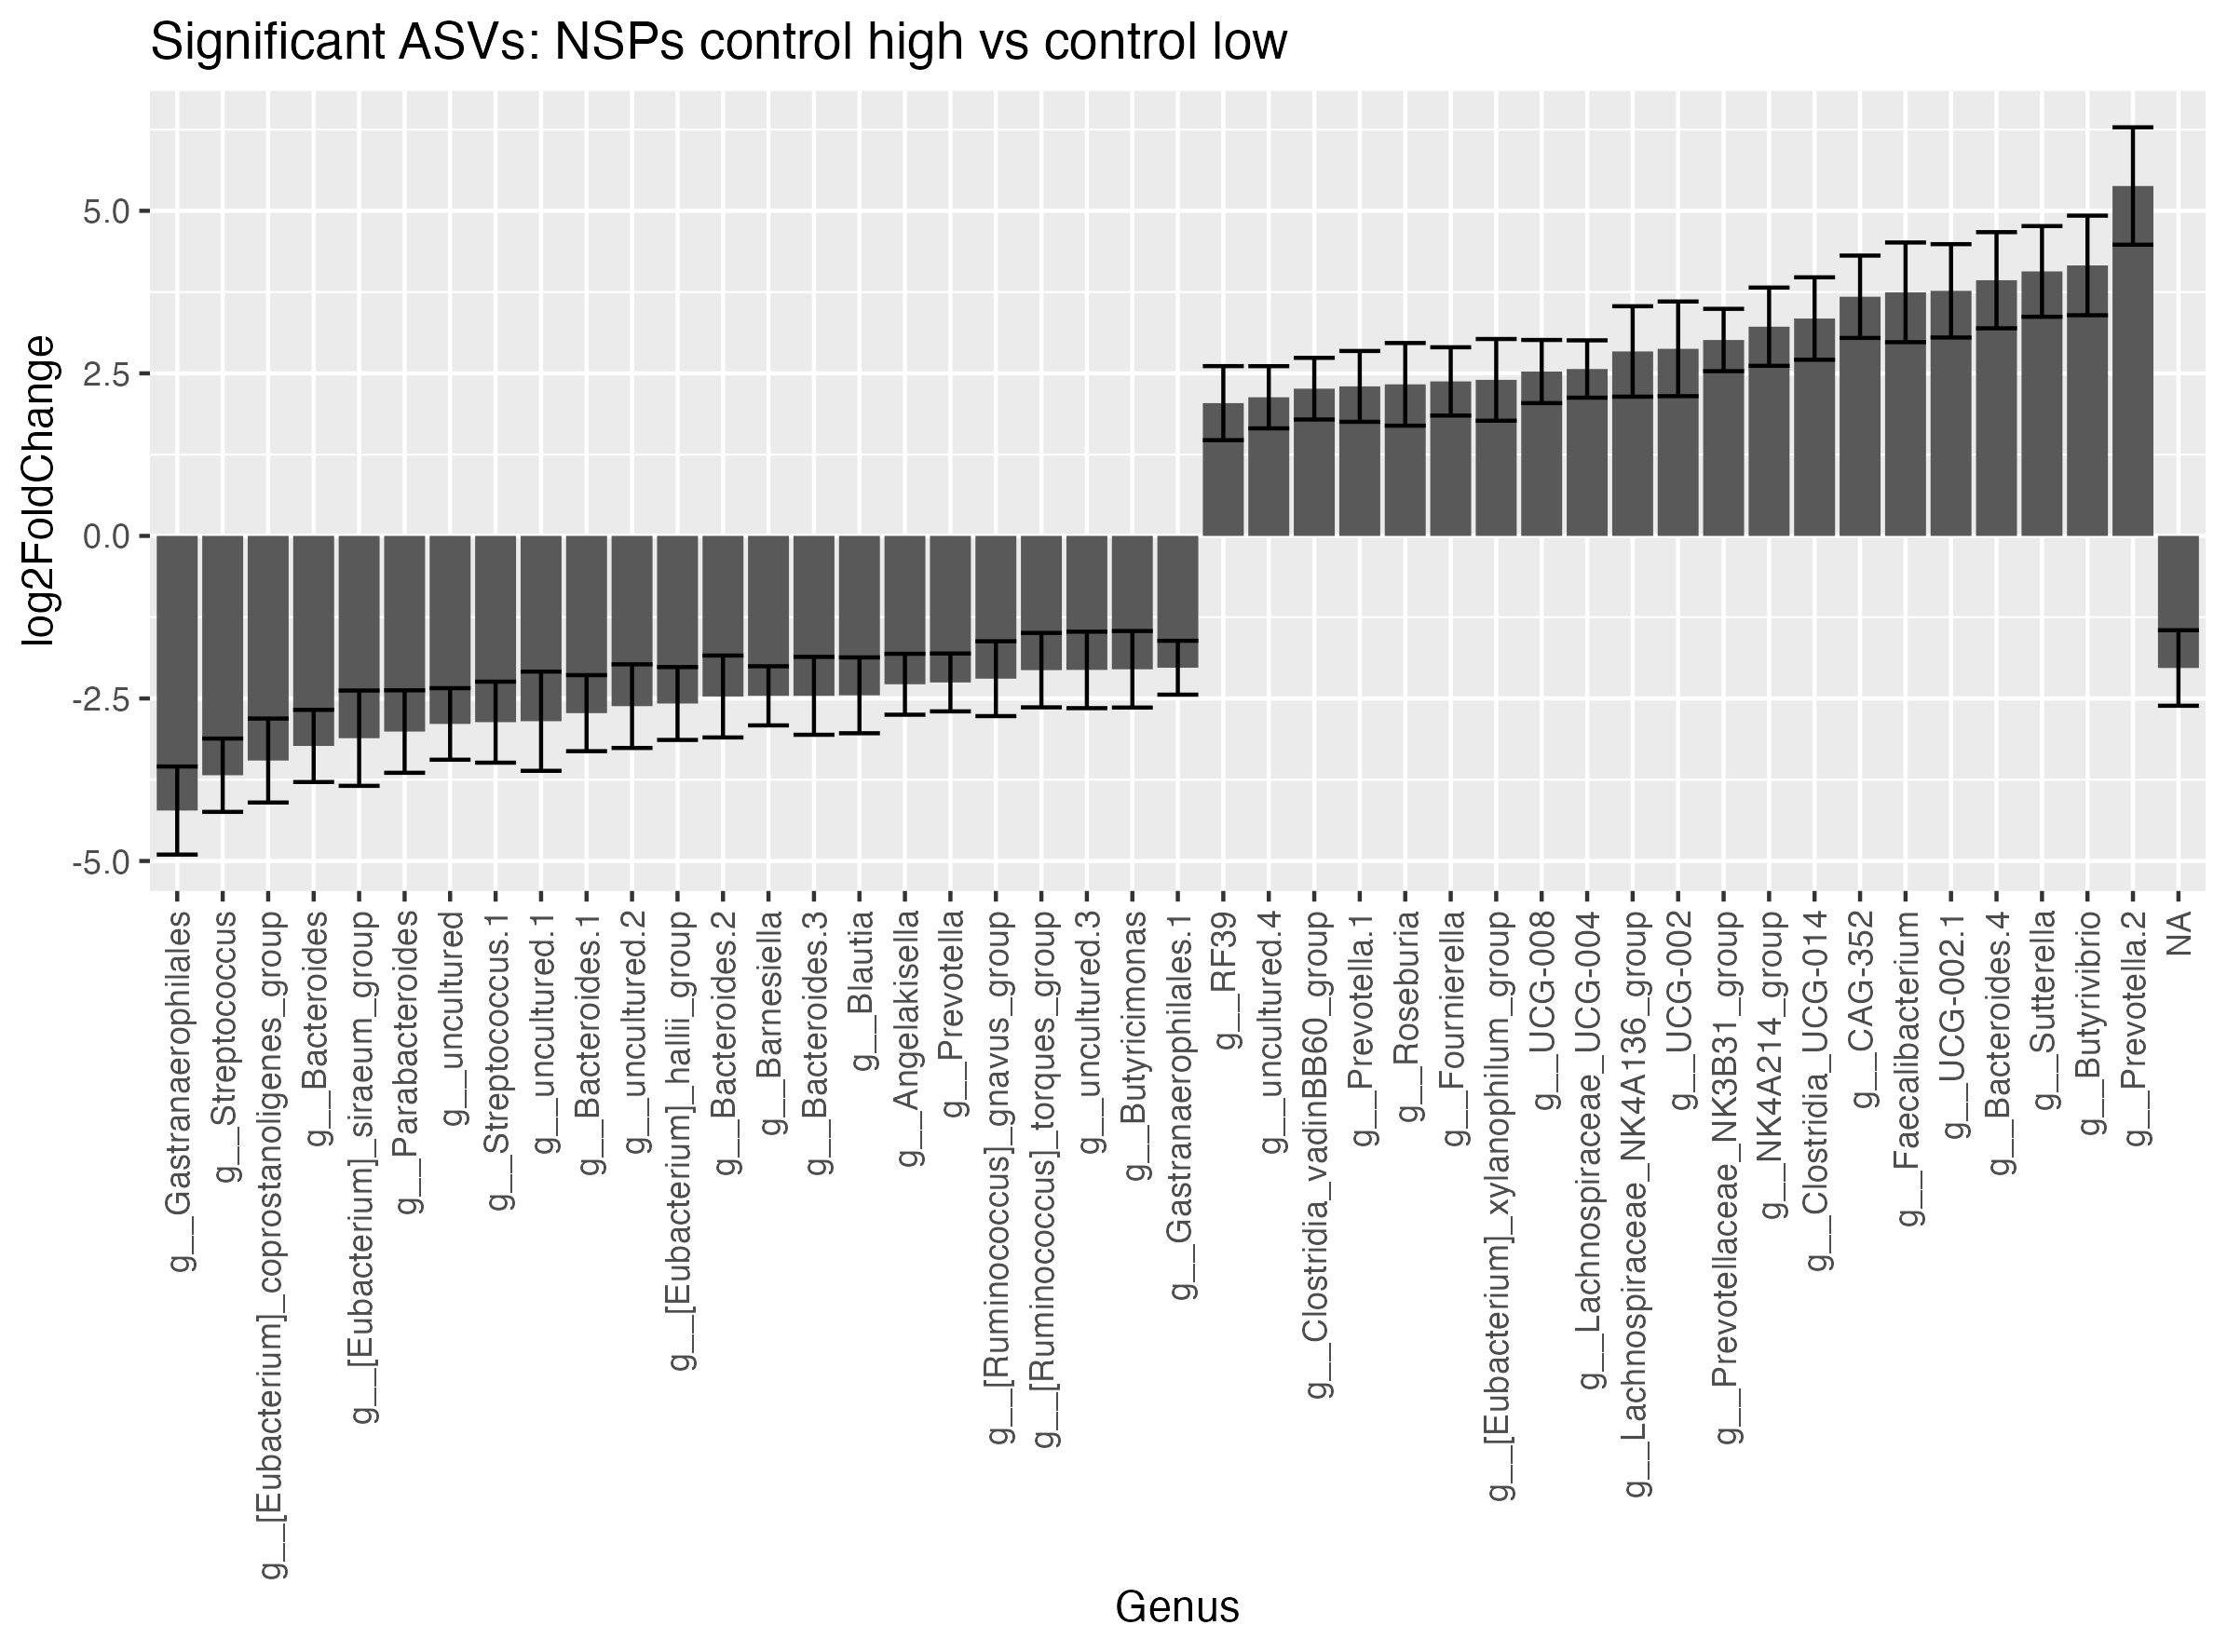 Significant ASVs: NSPs control high vs control low
log2FoldChange
5.0
2.5
0.0
-2.5
-5.0
g__Gastranaerophilales
g__Streptococcus
g__[Eubacterium]_coprostanoligenes_group
g__Bacteroides
g__[Eubacterium]_siraeum_group
g__Parabacteroides
g__uncultured
g__Streptococcus.1
g__uncultured.1
g__Bacteroides.1
g__uncultured.2
g__[Eubacterium]_hallii_group
g__Bacteroides.2
g__Barnesiella
g__Bacteroides.3
g__Blautia
g__Angelakisella
g__Prevotella
g__[Ruminococcus]_gnavus_group
g__[Ruminococcus]_torques_group
g__uncultured.3
g__Butyricimonas
g__Gastranaerophilales.1
g__RF39
g__uncultured.4
g__Clostridia_vadinBB60_group
g__Prevotella.1
g__Roseburia
g__Fournierella
g__[Eubacterium]_xylanophilum_group
g__UCG-008
g__Lachnospiraceae_UCG-004
g__Lachnospiraceae_NK4A136_group
g__UCG-002
g__Prevotellaceae_NK3B31_group
g__NK4A214_group
g__Clostridia_UCG-014
g__CAG-352
g__Faecalibacterium
g__UCG-002.1
g__Bacteroides.4
g__Sutterella
g__Butyrivibrio
g__Prevotella.2
NA
Genus